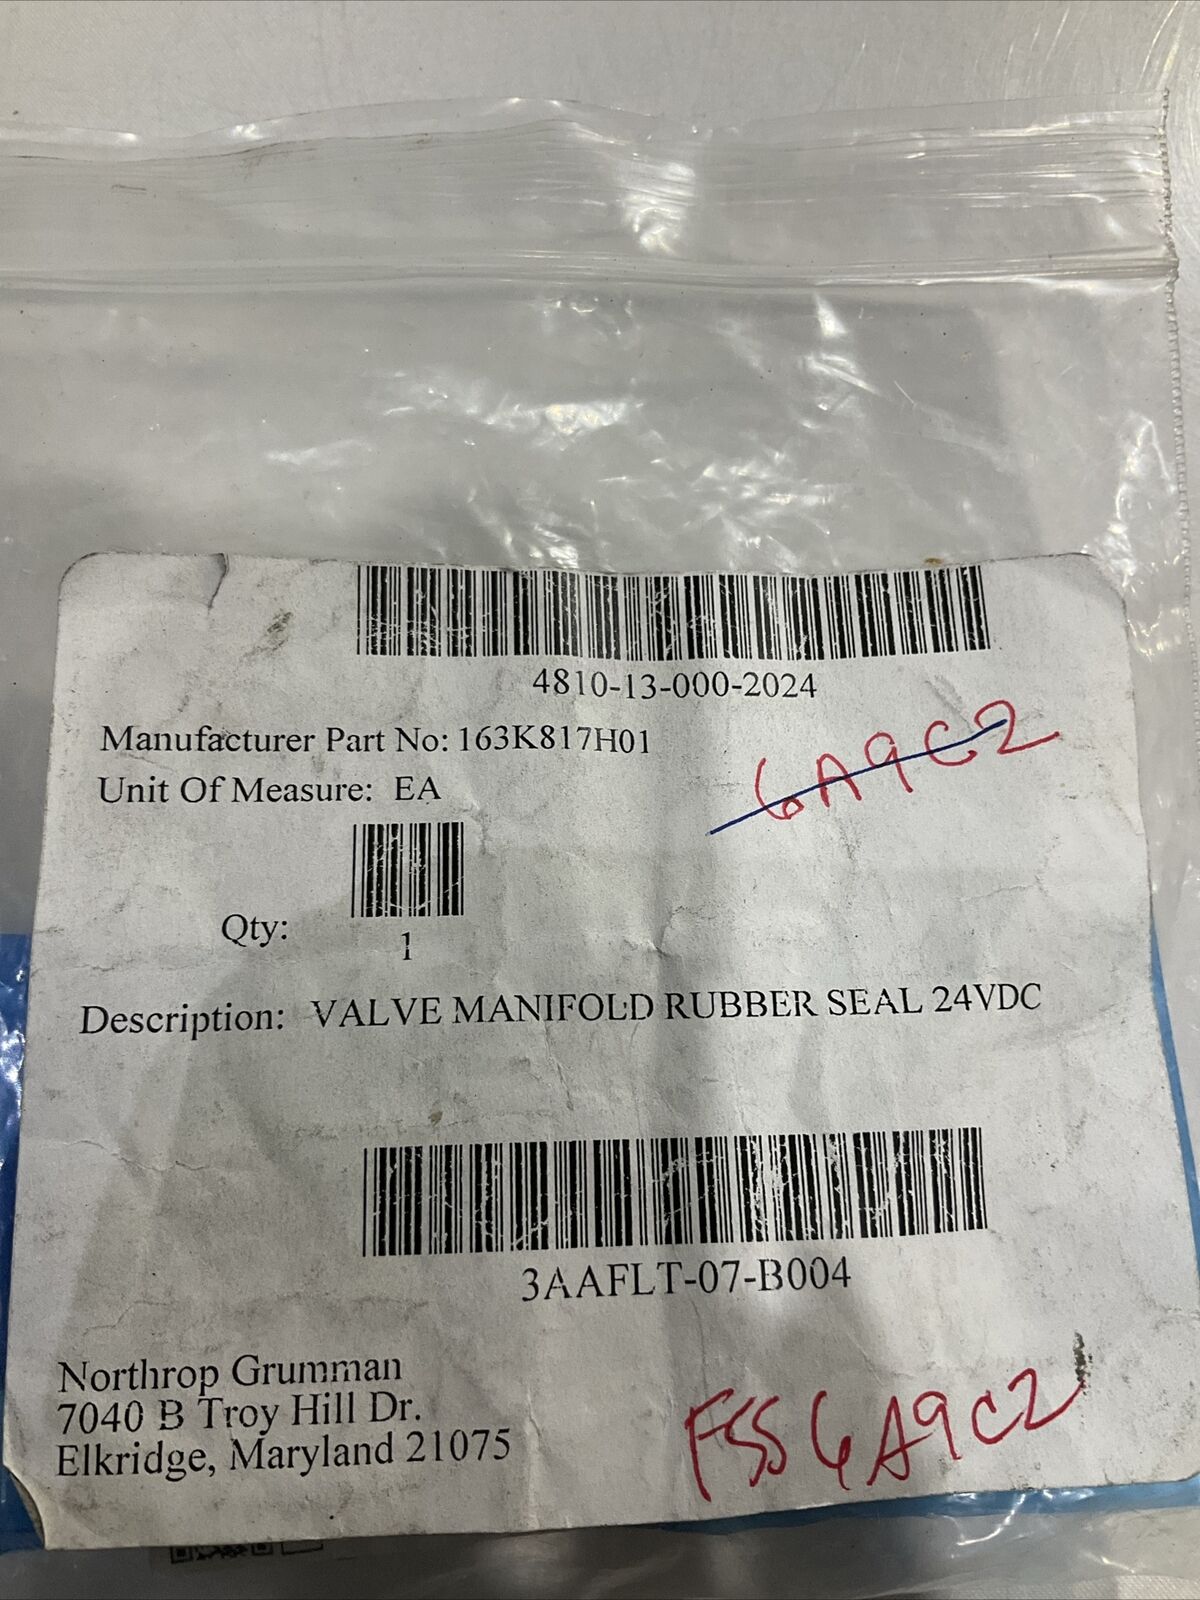 4810-13-000-2024
Manufacturer Part No: 163K817H01
Unit Of Measure: EA
6A9C2
Qty:
1
Description: VALVE MANIFOLD RUBBER SEAL 24VDC
3AAFLT-07-B004
Northrop Grumman
7040 B Troy Hill Dr.
Elkridge, Maryland 21075
FSS 6A9C2